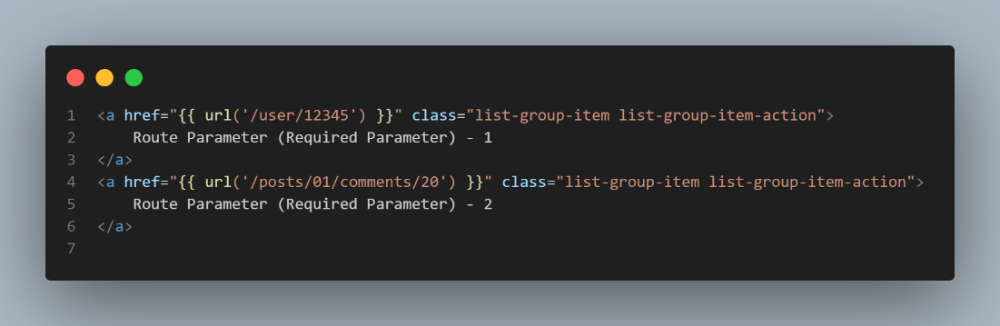 1 <a href="{{ url('/user/12345') }}" class="list-group-item list-group-item-action">
2     Route Parameter (Required Parameter) - 1
3 </a>
4 <a href="{{ url('/posts/01/comments/20') }}" class="list-group-item list-group-item-action">
5     Route Parameter (Required Parameter) - 2
6 </a>
7